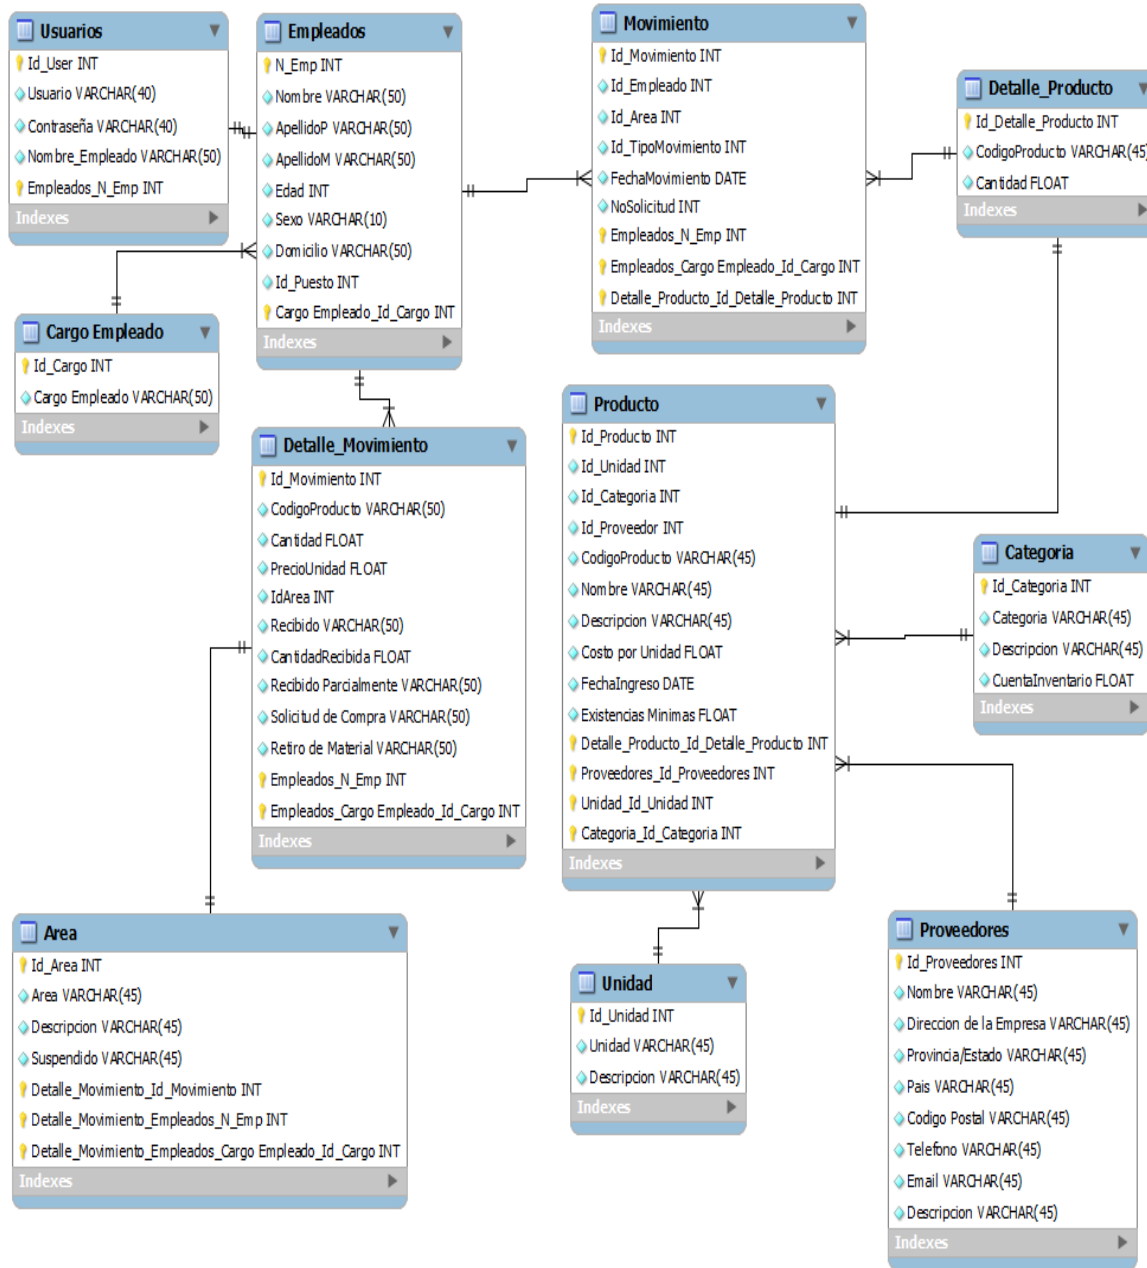 Usuarios
Id_User INT
Usuario VARCHAR(40)
Contraseña VARCHAR(40)
Nombre_Empleado VARCHAR(50)
Empleados_N_Emp INT
Indexes
Empleados
N_Emp INT
Nombre VARCHAR(50)
ApellidoP VARCHAR(50)
ApellidoM VARCHAR(50)
Edad INT
Sexo VARCHAR(10)
Domicilio VARCHAR(50)
Id_Puesto INT
Cargo Empleado_Id_Cargo INT
Indexes
Movimiento
Id_Movimiento INT
Id_Empleado INT
Id_Area INT
Id_TipoMovimiento INT
FechaMovimiento DATE
NoSolicitud INT
Empleados_N_Emp INT
Empleados_Cargo Empleado_Id_Cargo INT
Detalle_Producto_Id_Detalle_Producto INT
Indexes
Detalle_Producto
Id_Detalle_Producto INT
CodigoProducto VARCHAR(45)
Cantidad FLOAT
Indexes
Cargo Empleado
Id_Cargo INT
Cargo Empleado VARCHAR(50)
Indexes
Detalle_Movimiento
Id_Movimiento INT
CodigoProducto VARCHAR(50)
Cantidad FLOAT
PrecioUnidad FLOAT
IdArea INT
Recibido VARCHAR(50)
CantidadRecibida FLOAT
Recibido Parcialmente VARCHAR(50)
Solicitud de Compra VARCHAR(50)
Retiro de Material VARCHAR(50)
Empleados_N_Emp INT
Empleados_Cargo Empleado_Id_Cargo INT
Indexes
Producto
Id_Producto INT
Id_Unidad INT
Id_Categoria INT
Id_Proveedor INT
CodigoProducto VARCHAR(45)
Nombre VARCHAR(45)
Descripcion VARCHAR(45)
Costo por Unidad FLOAT
FechaIngreso DATE
Existencias Minimas FLOAT
Detalle_Producto_Id_Detalle_Producto INT
Proveedores_Id_Proveedores INT
Unidad_Id_Unidad INT
Categoria_Id_Categoria INT
Indexes
Categoria
Id_Categoria INT
Categoria VARCHAR(45)
Descripcion VARCHAR(45)
CuentaInventario FLOAT
Indexes
Area
Id_Area INT
Area VARCHAR(45)
Descripcion VARCHAR(45)
Suspendido VARCHAR(45)
Detalle_Movimiento_Id_Movimiento INT
Detalle_Movimiento_Empleados_N_Emp INT
Detalle_Movimiento_Empleados_Cargo Empleado_Id_Cargo INT
Indexes
Unidad
Id_Unidad INT
Unidad VARCHAR(45)
Descripcion VARCHAR(45)
Indexes
Proveedores
Id_Proveedores INT
Nombre VARCHAR(45)
Direccion de la Empresa VARCHAR(45)
Provincia/Estado VARCHAR(45)
Pais VARCHAR(45)
Codigo Postal VARCHAR(45)
Telefono VARCHAR(45)
Email VARCHAR(45)
Descripcion VARCHAR(45)
Indexes